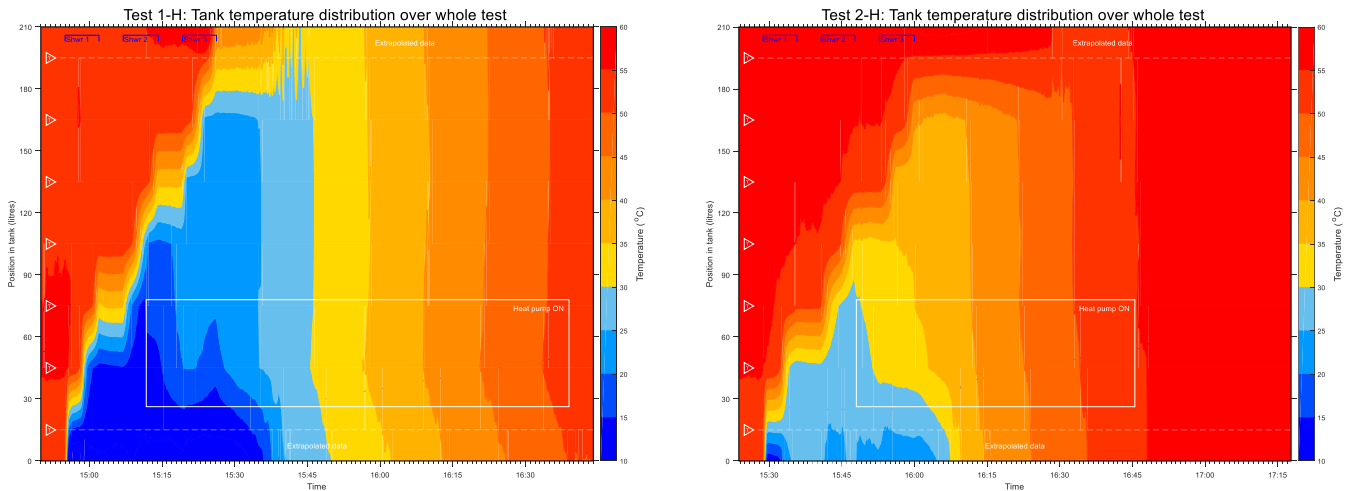 Test 1-H: Tank temperature distribution over whole test
Shwr 1
Shwr 2
Shwr 3
Extrapolated data
Heat pump ON
Extrapolated data
Position in tank (litres)
210
180
150
120
90
60
30
0
15:00
15:15
15:30
15:45
16:00
16:15
16:30
Time
60
55
50
45
40
35
30
25
20
15
10
Temperature (°C)
Test 2-H: Tank temperature distribution over whole test
Shwr 1
Shwr 2
Shwr 3
Extrapolated data
Heat pump ON
Extrapolated data
Position in tank (litres)
210
180
150
120
90
60
30
0
15:30
15:45
16:00
16:15
16:30
16:45
17:00
17:15
Time
60
55
50
45
40
35
30
25
20
15
10
Temperature (°C)